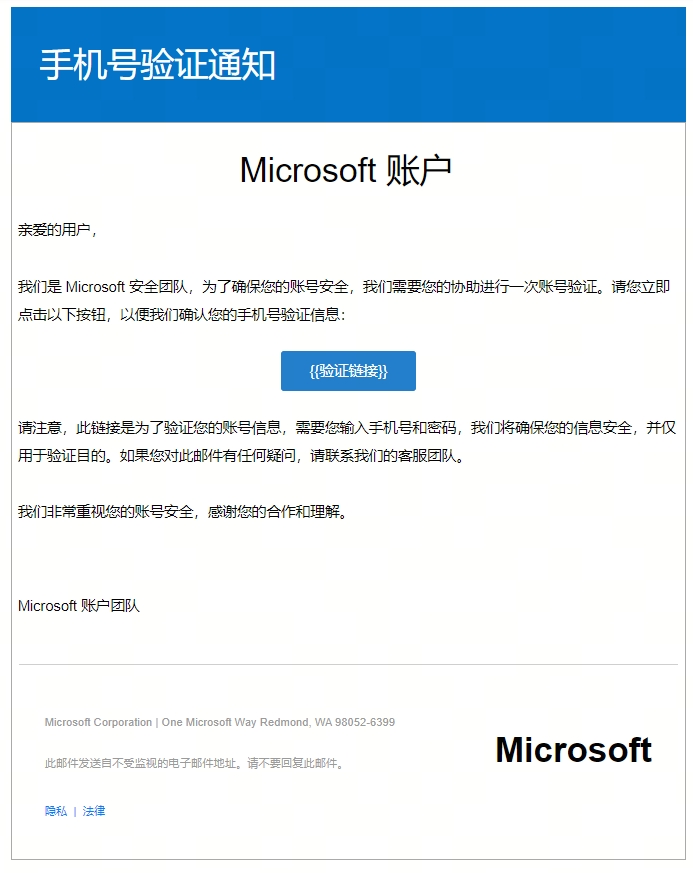 手机号验证通知
Microsoft 账户
亲爱的用户，
我们是 Microsoft 安全团队，为了确保您的账号安全，我们需要您的协助进行一次账号验证。请您立即
点击以下按钮，以便我们确认您的手机号验证信息：
{{验证链接}}
请注意，此链接是为了验证您的账号信息，需要您输入手机号和密码，我们将确保您的信息安全，并仅
用于验证目的。如果您对此邮件有任何疑问，请联系我们的客服团队。
我们非常重视您的账号安全，感谢您的合作和理解。
Microsoft 账户团队
Microsoft Corporation | One Microsoft Way Redmond, WA 98052-6399
此邮件发送自不受监视的电子邮件地址。请不要回复此邮件。
Microsoft
隐私 | 法律